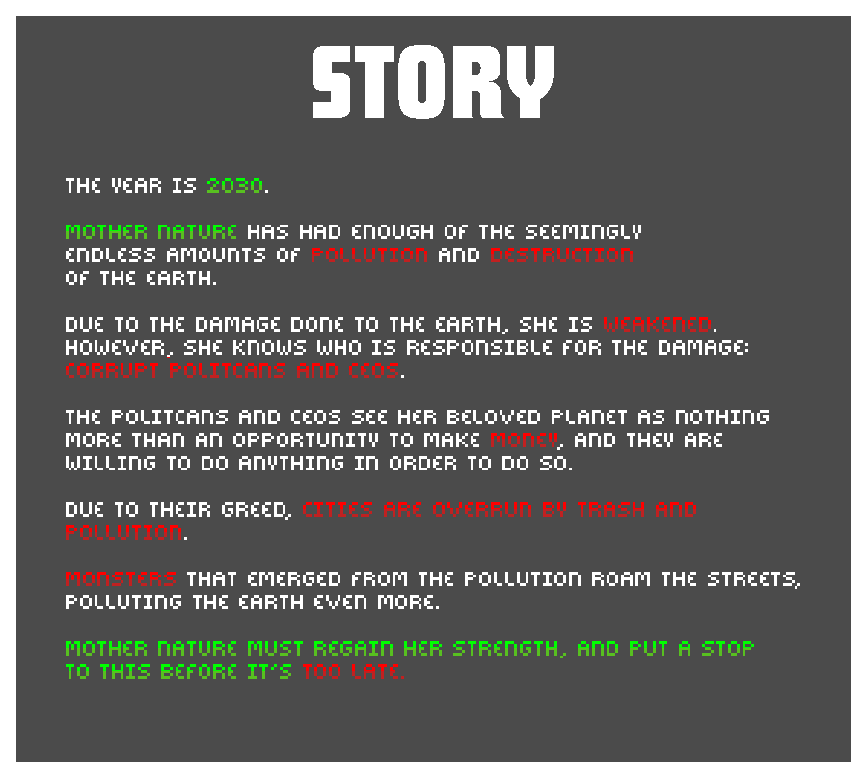 STORY
THE YEAR IS 2030.
MOTHER NATURE HAS HAD ENOUGH OF THE SEEMINGLY
ENDLESS AMOUNTS OF POLLUTION AND DESTRUCTION
OF THE EARTH.
DUE TO THE DAMAGE DONE TO THE EARTH, SHE IS WEAKENED.
HOWEVER, SHE KNOWS WHO IS RESPONSIBLE FOR THE DAMAGE:
CORRUPT POLITCANS AND CEOS.
THE POLITCANS AND CEOS SEE HER BELOVED PLANET AS NOTHING
MORE THAN AN OPPORTUNITY TO MAKE MONEY, AND THEY ARE
WILLING TO DO ANYTHING IN ORDER TO DO SO.
DUE TO THEIR GREED, CITIES ARE OVERRUN BY TRASH AND
POLLUTION.
MONSTERS THAT EMERGED FROM THE POLLUTION ROAM THE STREETS,
POLLUTING THE EARTH EVEN MORE.
MOTHER NATURE MUST REGAIN HER STRENGTH, AND PUT A STOP
TO THIS BEFORE IT'S TOO LATE.